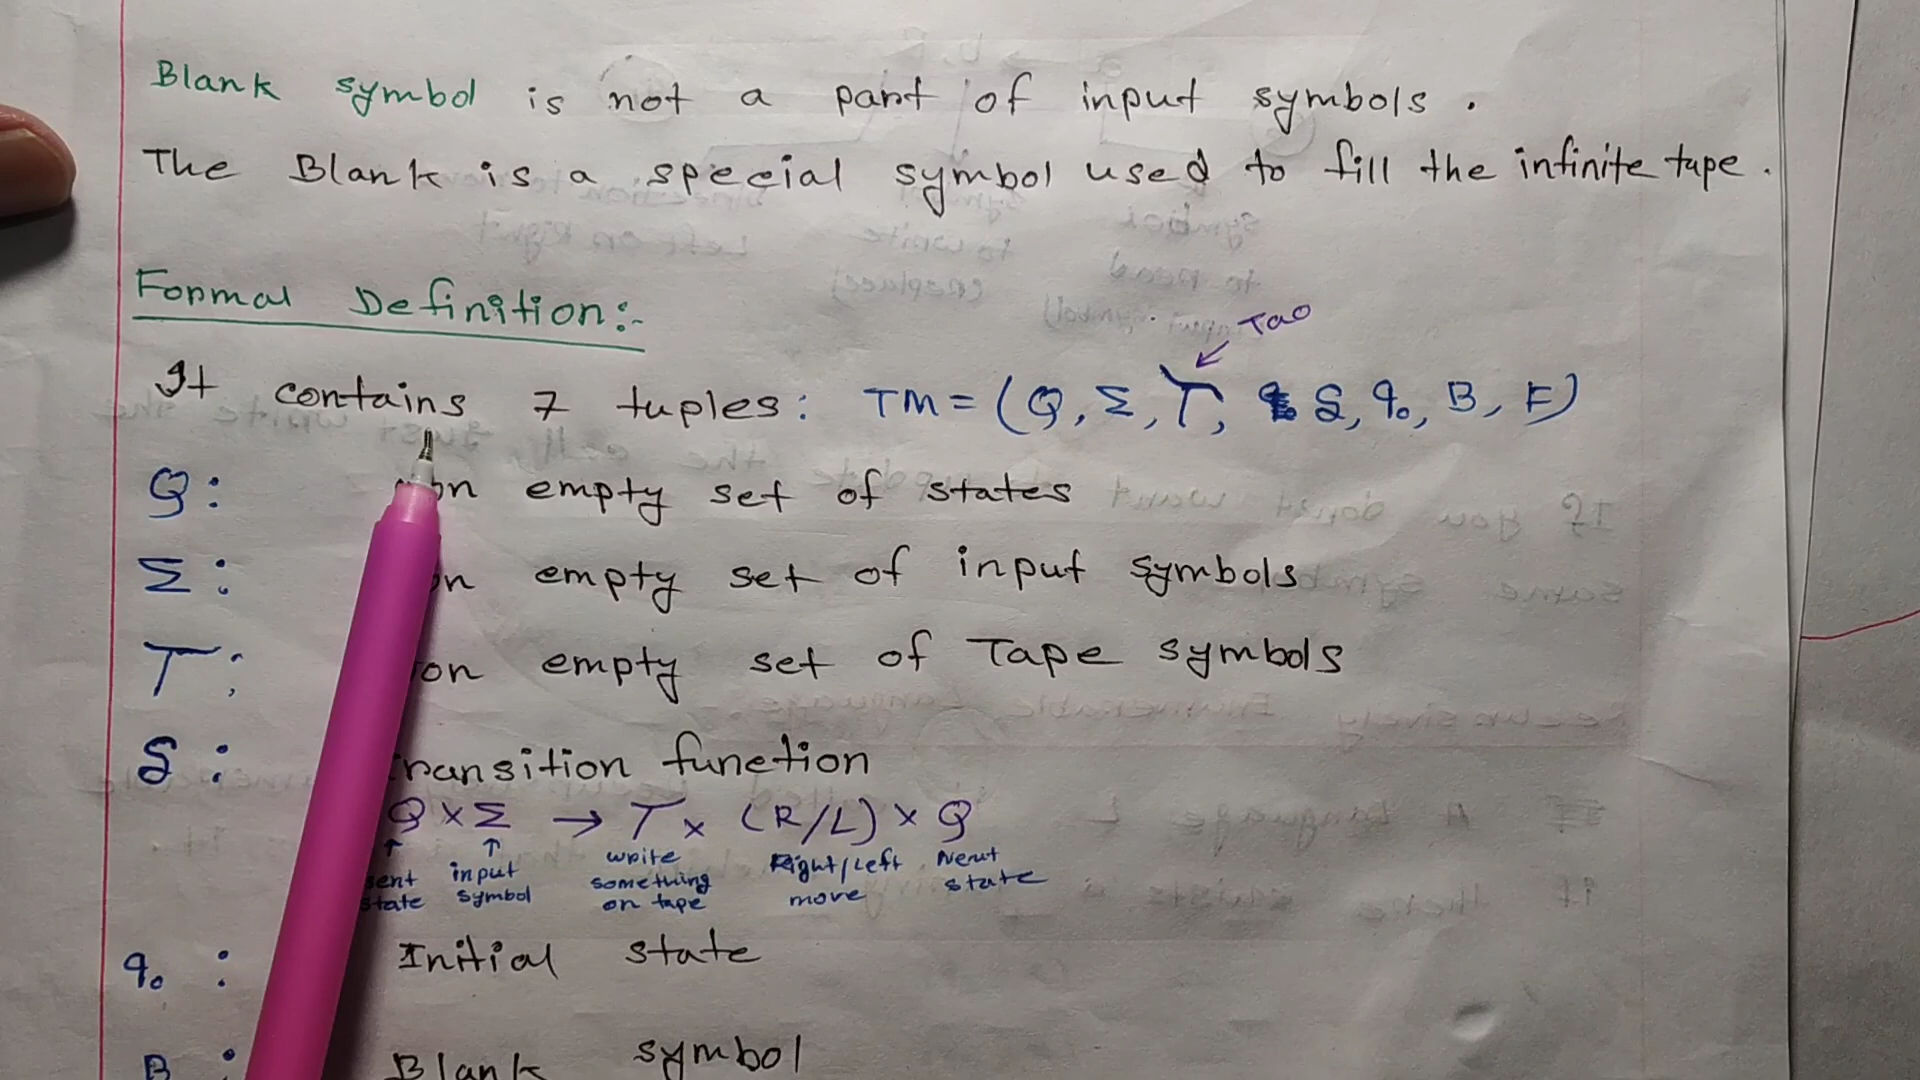 Blank symbol is not a part of input symbols.
The Blank is a special symbol used to fill the infinite tape.
Formal Definition:-
Tao
It contains 7 tuples: TM = (Q, Σ, T, δ, q₀, B, F)
Q: empty set of states
Σ: empty set of input symbols
T: empty set of Tape symbols
δ: function
Q × Σ → T × (R/L) × Q
input symbol
write something on tape
Right/Left move
state
q₀ : Initial state
B : Blank symbol